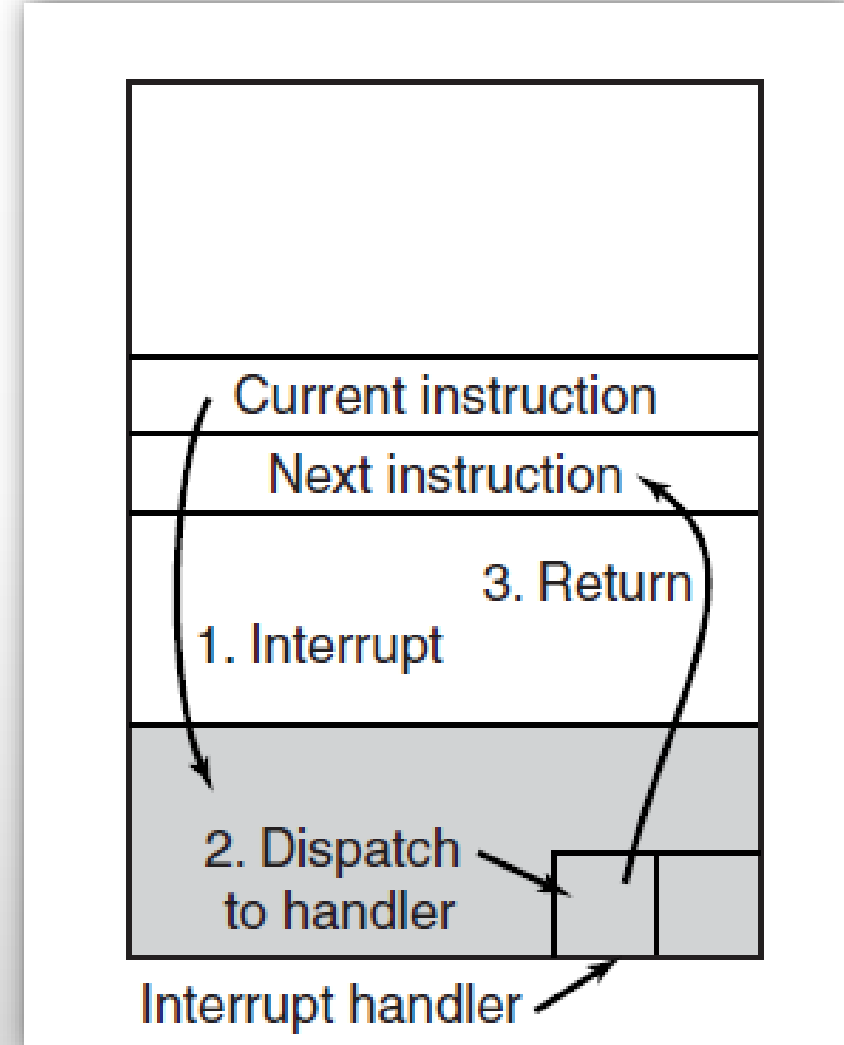 Current instruction
Next instruction
3. Return
1. Interrupt
2. Dispatch
to handler
Interrupt handler